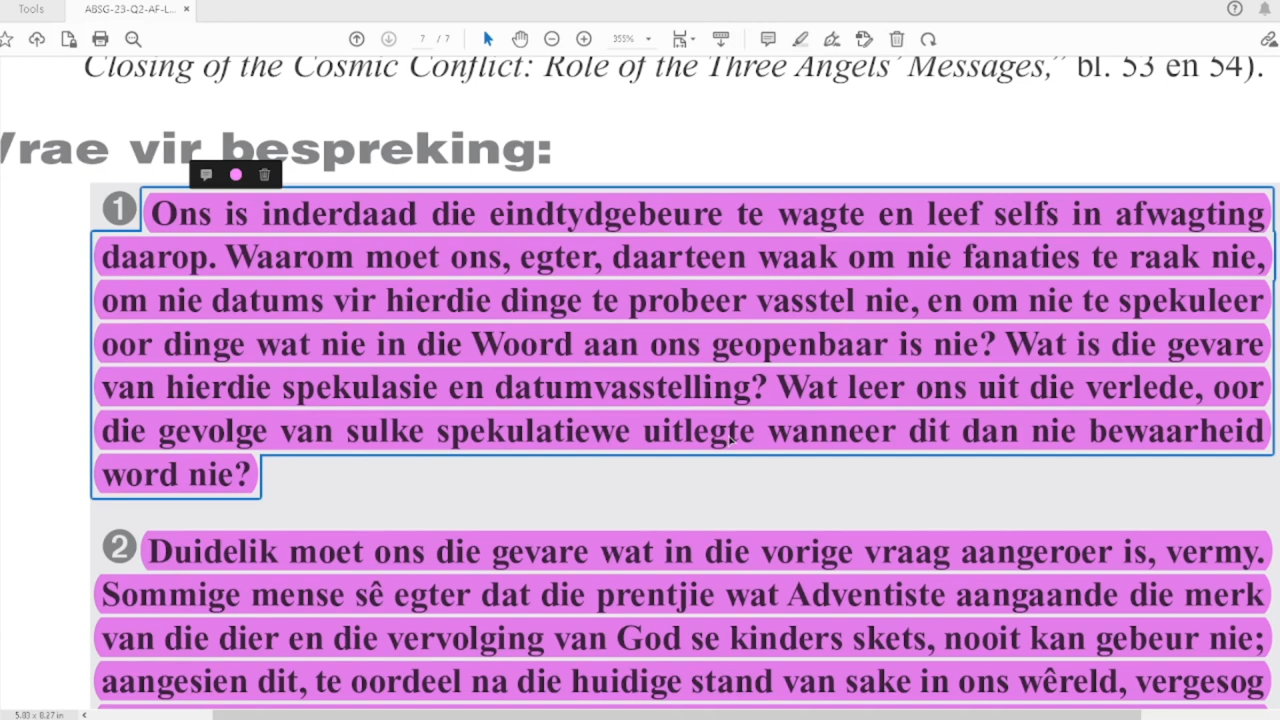 Tools
ABSG-23-Q2-AF-L...
7 / 7
355%
Closing of the Cosmic Conflict: Role of the Three Angels’ Messages,” bl. 53 en 54).
Vrae vir bespreking:
1 Ons is inderdaad die eindtydgebeure te wagte en leef selfs in afwagting
daarop. Waarom moet ons, egter, daarteen waak om nie fanaties te raak nie,
om nie datums vir hierdie dinge te probeer vasstel nie, en om nie te spekuleer
oor dinge wat nie in die Woord aan ons geopenbaar is nie? Wat is die gevare
van hierdie spekulasie en datumvasstelling? Wat leer ons uit die verlede, oor
die gevolge van sulke spekulatiewe uitlegte wanneer dit dan nie bewaarheid
word nie?
2 Duidelik moet ons die gevare wat in die vorige vraag aangeroer is, vermy.
Sommige mense sê egter dat die prentjie wat Adventiste aangaande die merk
van die dier en die vervolging van God se kinders skets, nooit kan gebeur nie;
aangesien dit, te oordeel na die huidige stand van sake in ons wêreld, vergesog
5.83 x 8.27 in